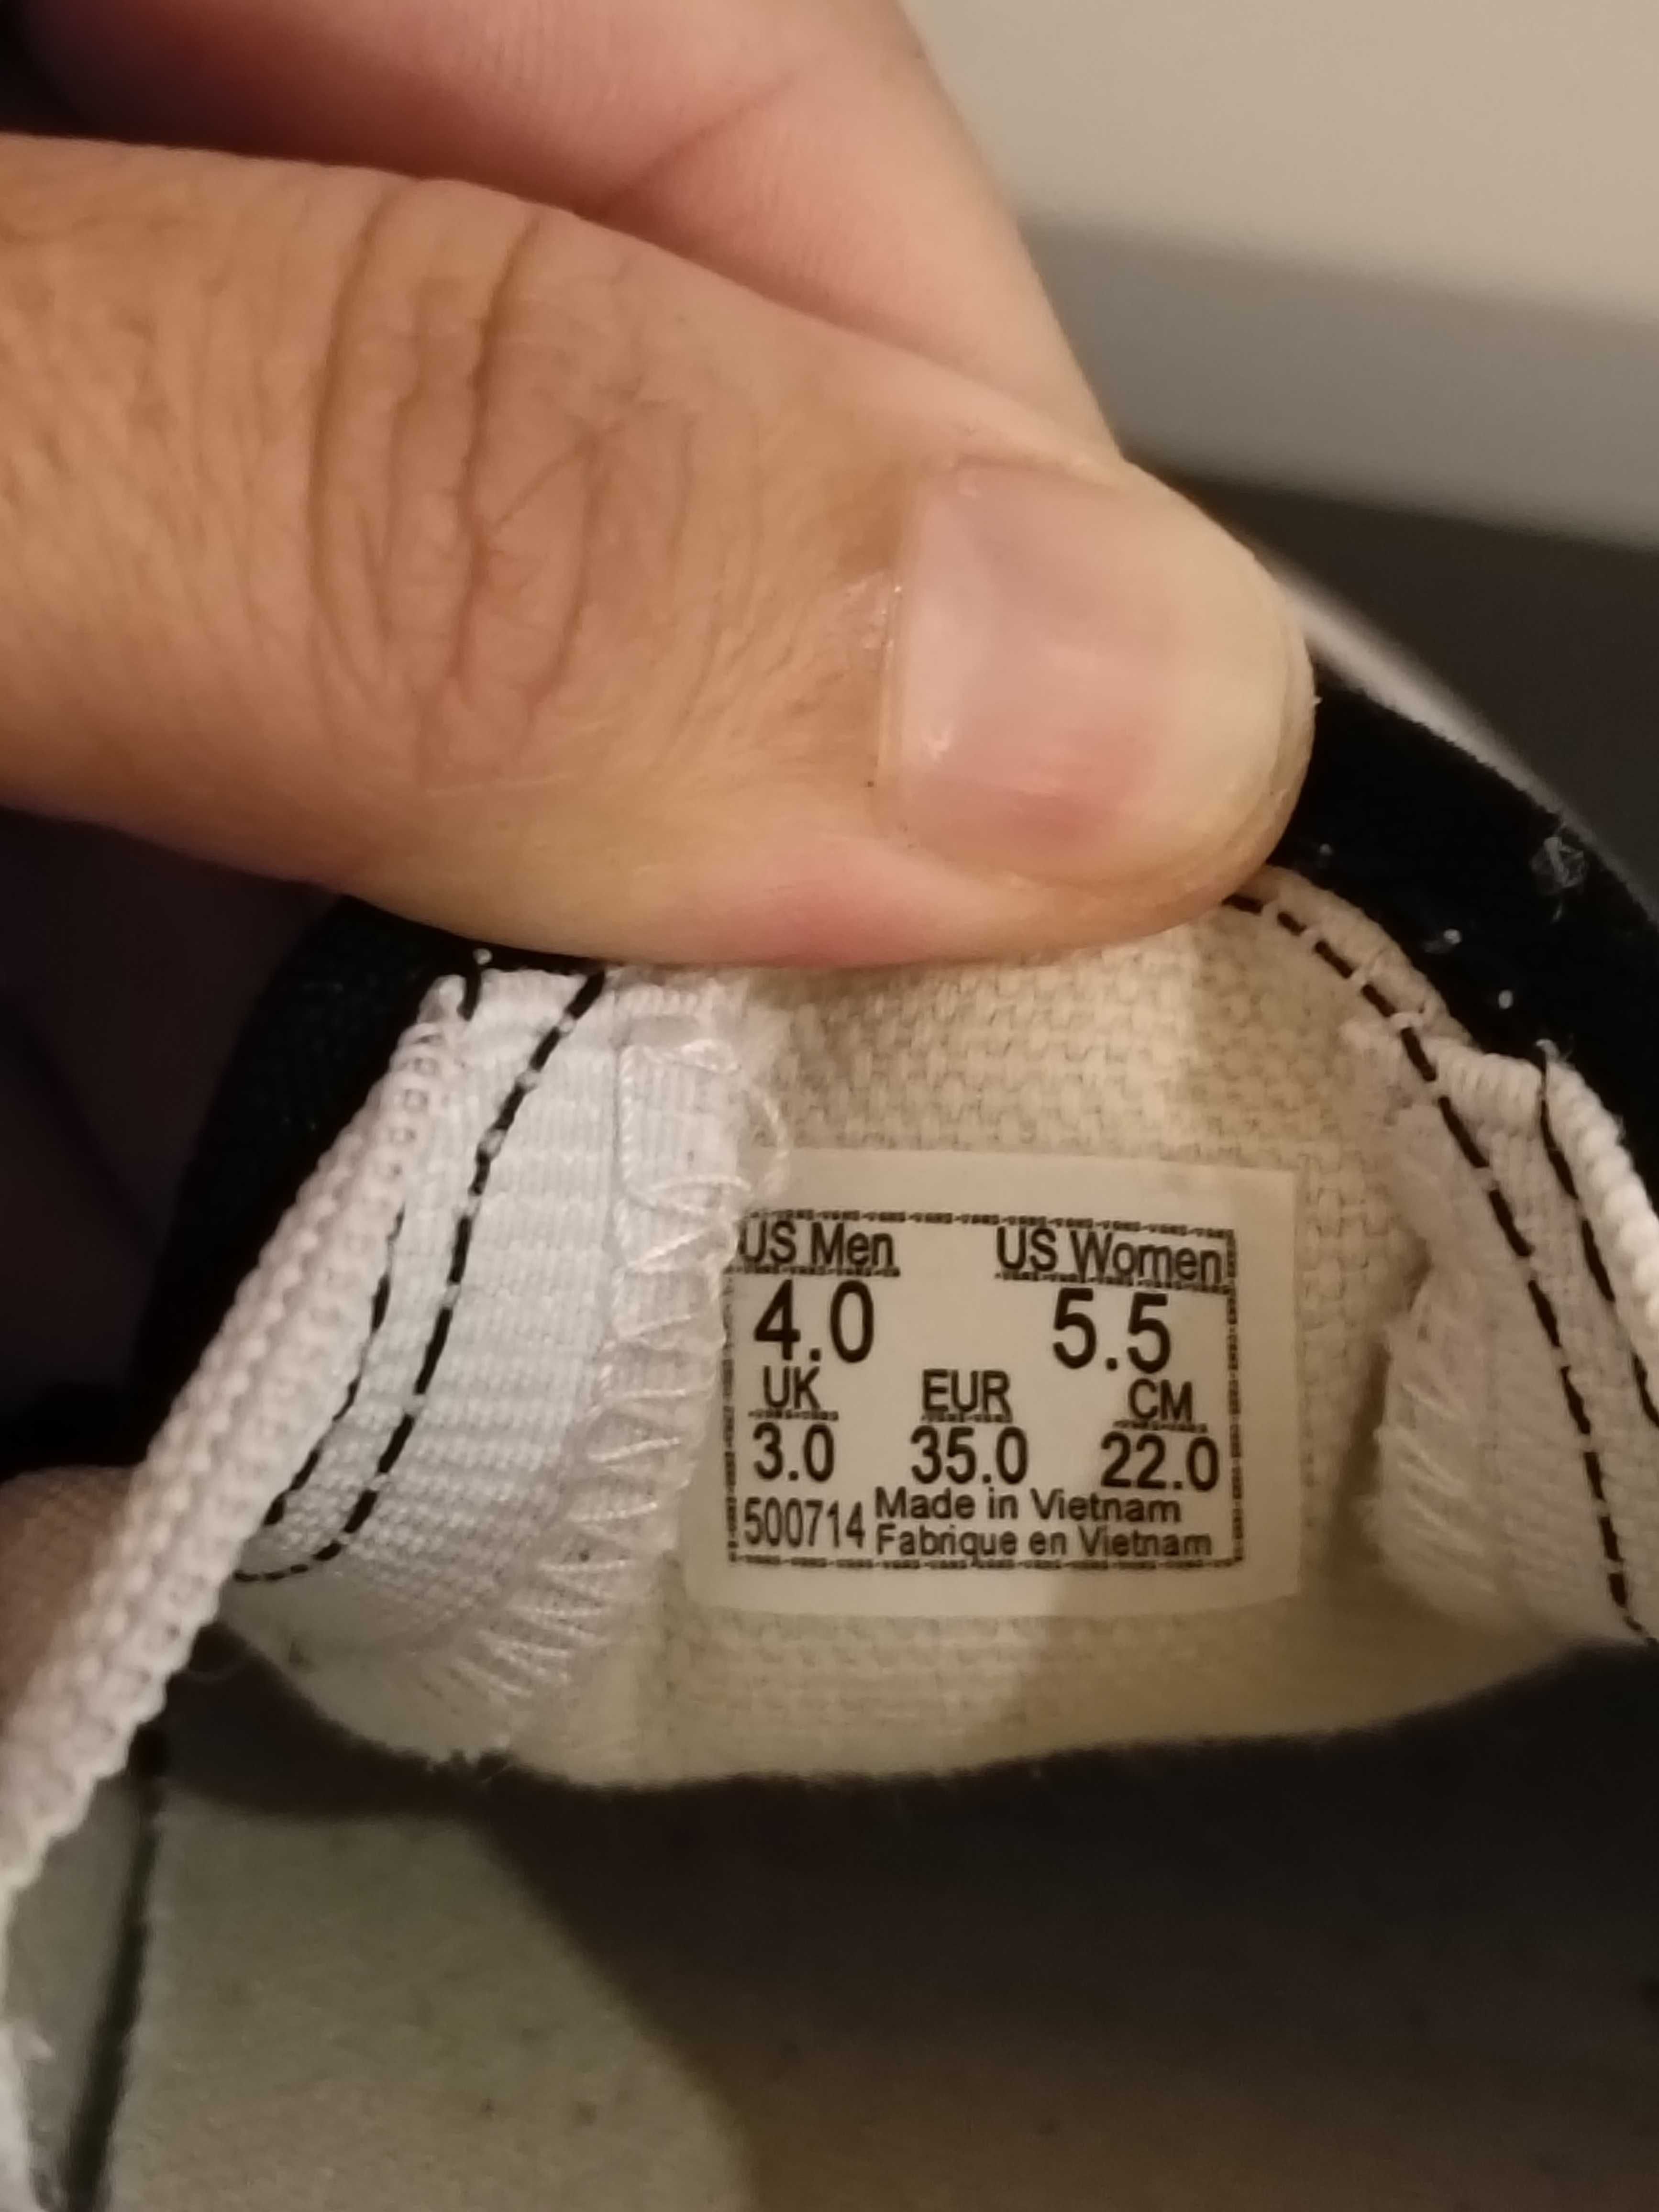 US Men US Women
4.0 5.5
UK EUR CM
3.0 35.0 22.0
500714 Made in Vietnam
Fabrique en Vietnam